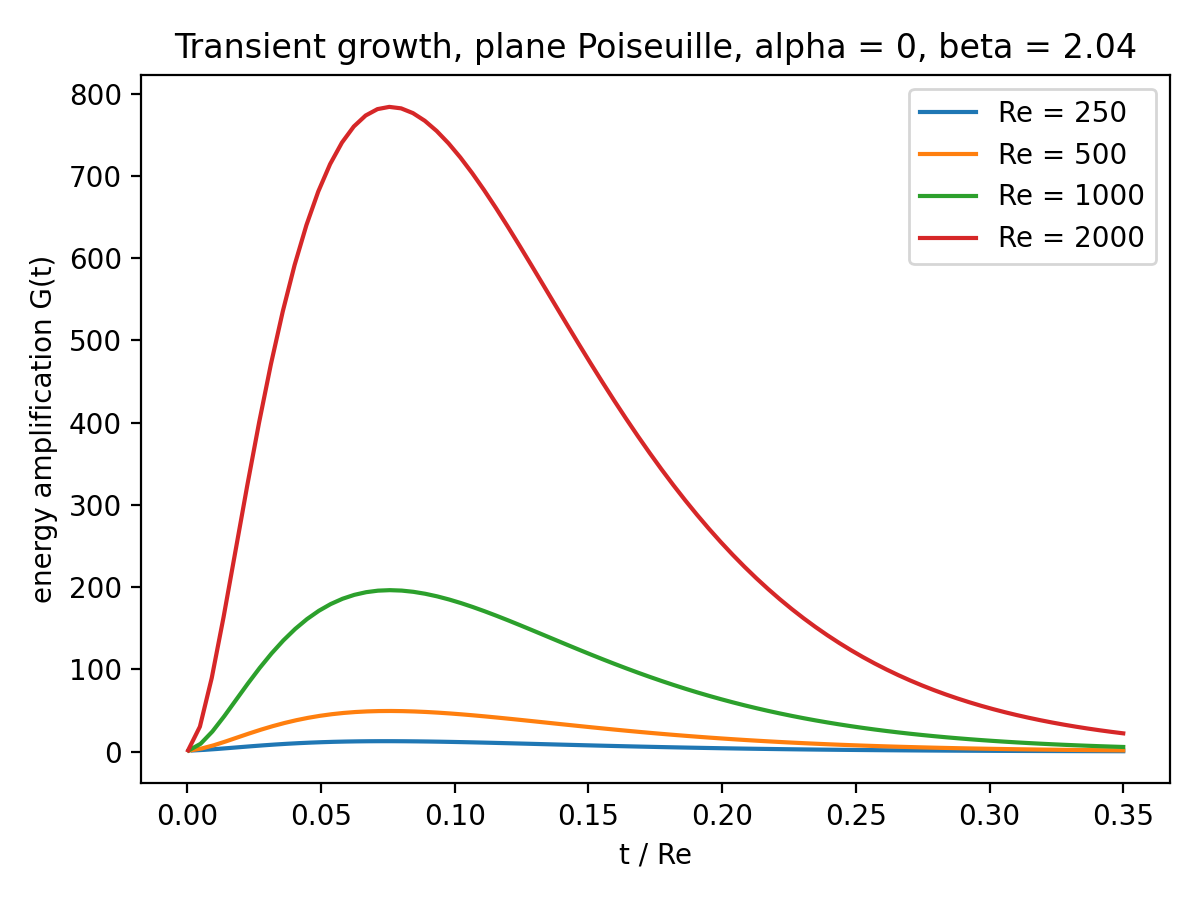 Transient growth, plane Poiseuille, alpha = 0, beta = 2.04
energy amplification G(t)
800
700
600
500
400
300
200
100
0
Re = 250
Re = 500
Re = 1000
Re = 2000
0.00 0.05 0.10 0.15 0.20 0.25 0.30 0.35
t / Re